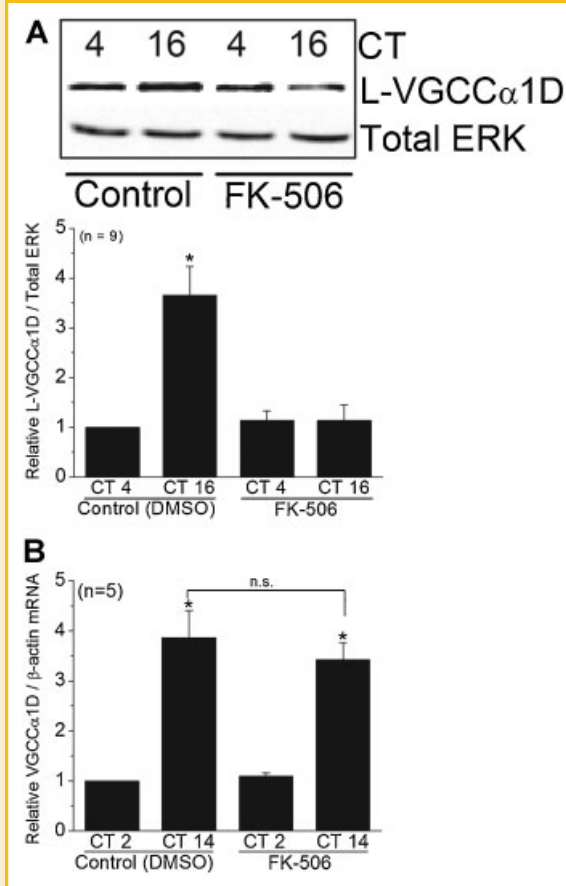 A
4 16 4 16 CT
L-VGCCα1D
Total ERK
Control FK-506
Relative L-VGCCα1D / Total ERK
5
4
3
2
1
0
(n = 9)
*
CT 4 CT 16 CT 4 CT 16
Control (DMSO) FK-506
B
Relative VGCCα1D / β-actin mRNA
5
4
3
2
1
0
(n=5)
n.s.
* *
CT 2 CT 14 CT 2 CT 14
Control (DMSO) FK-506